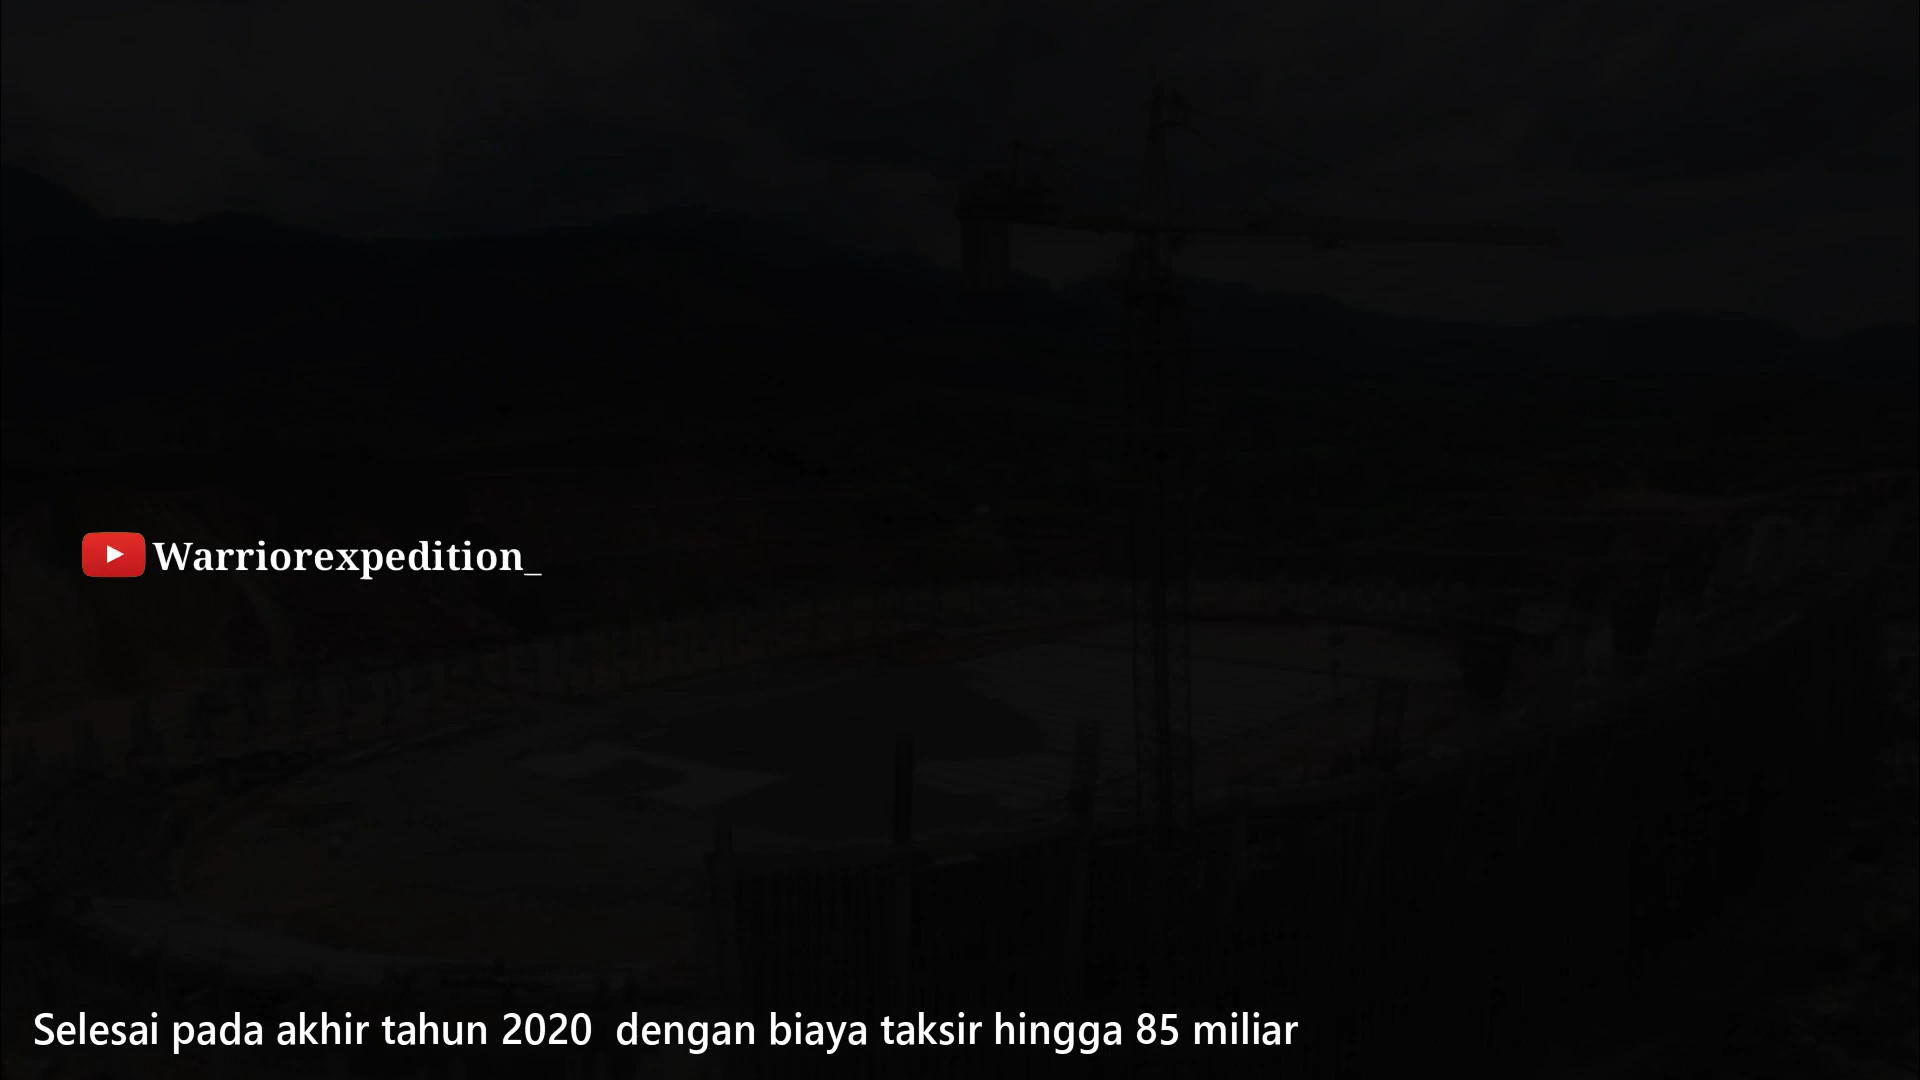 Warriorexpedition_
Selesai pada akhir tahun 2020 dengan biaya taksir hingga 85 miliar